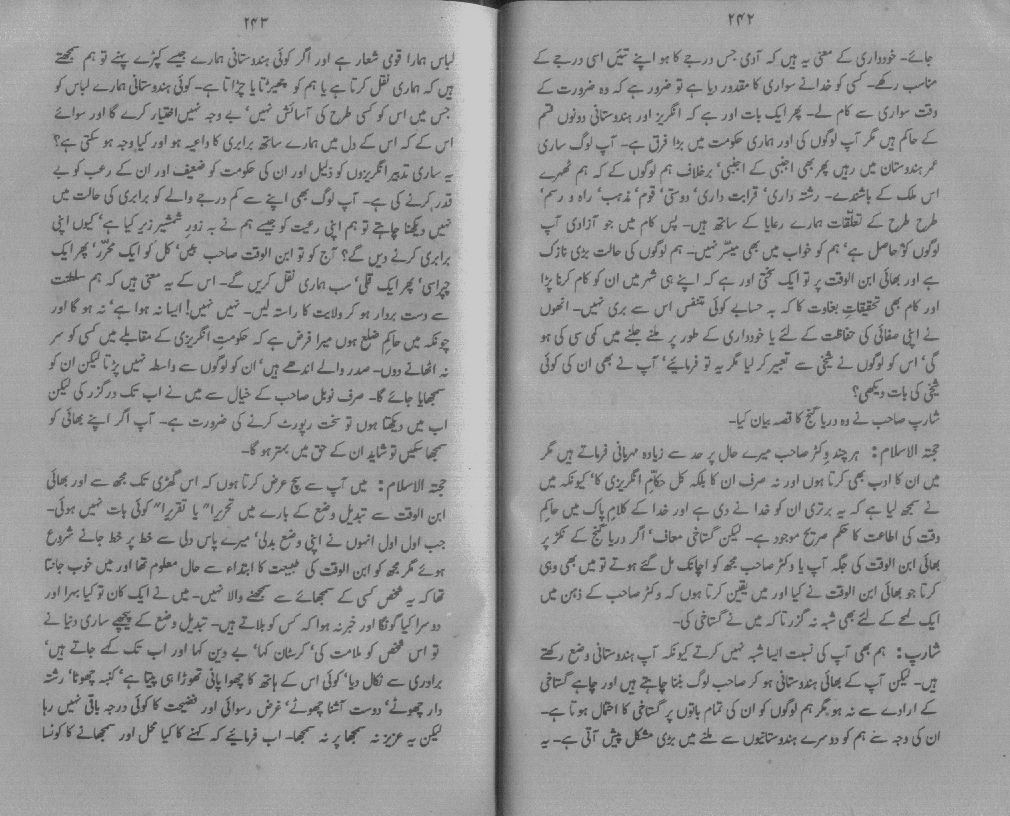 ۲۴۲
جائے۔ خودداری کے معنی یہ ہیں کہ آدمی جس درجے کا ہو اپنے تئیں اسی درجے کے
مناسب رکھے۔ کسی کو خدا نے سواری کا مقدور دیا ہے تو ضرور ہے کہ وہ ضرورت کے
وقت سواری سے کام لے۔ پھر ایک بات اور ہے کہ انگریز اور ہندوستانی دونوں قسم
کے حاکم ہیں مگر آپ لوگوں کی اور ہماری حکومت میں بڑا فرق ہے۔ آپ لوگ ساری
عمر ہندوستان میں رہیں پھر بھی اجنبی کے اجنبی‘ برخلاف ہم لوگوں کے کہ ہم ٹھہرے
اس ملک کے باشندے۔ رشتہ داری‘ قرابت داری‘ دوستی‘ قوم‘ مذہب‘ راہ و رسم‘
طرح طرح کے تعلّقات ہمارے رعایا کے ساتھ ہیں۔ پس کام میں جو آزادی آپ
لوگوں کو حاصل ہے‘ ہم کو خواب میں بھی میسّر نہیں۔ ہم لوگوں کی حالت بڑی نازک
ہے اور بھائی ابن الوقت پر تو ایک سختی اور ہے کہ اپنے ہی شہر میں ان کو کام کرنا پڑا
اور کام بھی تحقیقاتِ بغاوت کا کہ بہ حسابے کوئی متنفس اس سے بری نہیں۔ انھوں
نے اپنی صفائی کی حفاظت کے لئے یا خودداری کے طور پر ملنے جلنے میں کمی سی کی ہو
گی‘ اس کو لوگوں نے شیخی سے تعبیر کر لیا مگر یہ تو فرمایئے‘ آپ نے بھی ان کی کوئی
شیخی کی بات دیکھی؟
شارپ صاحب نے وہ دریا گنج کا قصہ بیان کیا۔
حجتہ الاسلام: ہر چند وکٹر صاحب میرے حال پر حد سے زیادہ مہربانی فرماتے ہیں مگر
میں ان کا ادب بھی کرتا ہوں اور نہ صرف ان کا بلکہ کل حکّامِ انگریزی کا‘ کیونکہ میں
نے سمجھ لیا ہے کہ یہ برتری ان کو خدا نے دی ہے اور خدا کے کلامِ پاک میں حاکمِ
وقت کی اطاعت کا حکم صریح موجود ہے۔ لیکن گستاخی معاف‘ اگر دریا گنج کے نکڑ پر
بھائی ابن الوقت کی جگہ آپ یا وکٹر صاحب مجھ کو اچانک مل گئے ہوتے تو میں بھی وہی
کرتا جو بھائی ابن الوقت نے کیا اور میں یقین کرتا ہوں کہ وکٹر صاحب کے ذہن میں
ایک لمحے کے لئے بھی شبہ نہ گزرتا کہ میں نے گستاخی کی۔
شارپ: ہم بھی آپ کی نسبت ایسا شبہ نہیں کرتے کیونکہ آپ ہندوستانی وضع رکھتے
ہیں۔ لیکن آپ کے بھائی ہندوستانی ہو کر صاحب لوگ بننا چاہتے ہیں اور چاہے گستاخی
کے ارادے سے نہ ہو مگر ہم لوگوں کو ان کی تمام باتوں پر گستاخی کا احتمال ہوتا ہے۔
ان کی وجہ سے ہم کو دوسرے ہندوستانیوں سے ملنے میں بڑی مشکل پیش آتی ہے۔ یہ
۲۴۳
لباس ہمارا قومی شعار ہے اور اگر کوئی ہندوستانی ہمارے جیسے کپڑے پہنے تو ہم سمجھتے
ہیں کہ ہماری نقل کرتا ہے یا ہم کو چھیڑتا یا چڑاتا ہے۔ کوئی ہندوستانی ہمارے لباس کو
جس میں اس کو کسی طرح کی آسائش نہیں‘ بے وجہ نہیں اختیار کرے گا اور سوائے
اس کے کہ اس کے دل میں ہمارے ساتھ برابری کا داعیہ ہو اور کیا وجہ ہو سکتی ہے؟
یہ ساری تدبیر انگریزوں کو ذلیل اور ان کی حکومت کو ضعیف اور ان کے رعب کو بے
قدر کرنے کی ہے۔ آپ لوگ بھی اپنے سے کم درجے والے کو برابری کی حالت میں
نہیں دیکھنا چاہتے تو ہم اپنی رعیت کو جیسے ہم نے بہ زورِ شمشیر زیر کیا ہے‘ کیوں اپنی
برابری کرنے دیں گے؟ آج کو تو ابن الوقت صاحب ہیں‘ کل کو ایک محرّر‘ پھر ایک
چپراسی‘ پھر ایک قلی‘ سب ہماری نقل کریں گے۔ اس کے یہ معنی ہیں کہ ہم سلطنت
سے دست بردار ہو کر ولایت کا راستہ لیں۔ نہیں نہیں! ایسا نہ ہوا ہے‘ نہ ہو گا اور
چونکہ میں حاکمِ ضلع ہوں میرا فرض ہے کہ حکومتِ انگریزی کے مقابلے میں کسی کو سر
نہ اٹھانے دوں۔ صدر والے اندھے ہیں‘ ان کو لوگوں سے واسطہ نہیں پڑتا لیکن ان کو
سمجھایا جائے گا۔ صرف نوبل صاحب کے خیال سے میں نے اب تک درگزر کی لیکن
اب میں دیکھتا ہوں تو سخت رپورٹ کرنے کی ضرورت ہے۔ آپ اگر اپنے بھائی کو
سمجھا سکیں تو شاید ان کے حق میں بہتر ہو گا۔
حجتہ الاسلام: میں آپ سے سچ عرض کرتا ہوں کہ اس گھڑی تک مجھ سے اور بھائی
ابن الوقت سے تبدیلِ وضع کے بارے میں تحریراً یا تقریراً کوئی بات نہیں ہوئی۔
جب اول اول انھوں نے اپنی وضع بدلی‘ میرے پاس دلی سے خط پر خط جانے شروع
ہوئے مگر مجھ کو ابن الوقت کی طبیعت کا ابتداء سے حال معلوم تھا اور میں خوب جانتا
تھا کہ یہ شخص کسی کے سمجھائے سے سمجھنے والا نہیں۔ میں نے ایک کان تو کیا بہرا اور
دوسرا کیا گونگا اور خبر نہ ہوا کہ کس کو بلاتے ہیں۔ تبدیل وضع کے پیچھے ساری دنیا نے
تو اس شخص کو ملامت کی‘ کرسٹان کہا‘ بے دین کہا اور اب تک کہے جاتے ہیں‘
برادری سے نکال دیا‘ کوئی اس کے ہاتھ کا چھوا پانی تھوڑا ہی پیتا ہے‘ کنبہ چھوٹا‘ رشتہ
دار چھوٹے‘ دوست آشنا چھوٹے‘ غرض رسوائی اور فضیحت کا کوئی درجہ باقی نہیں رہا
لیکن یہ عزیز نہ سمجھا پر نہ سمجھا۔ اب فرمایئے کہ کہنے کا کیا محل اور سمجھانے کا کونسا